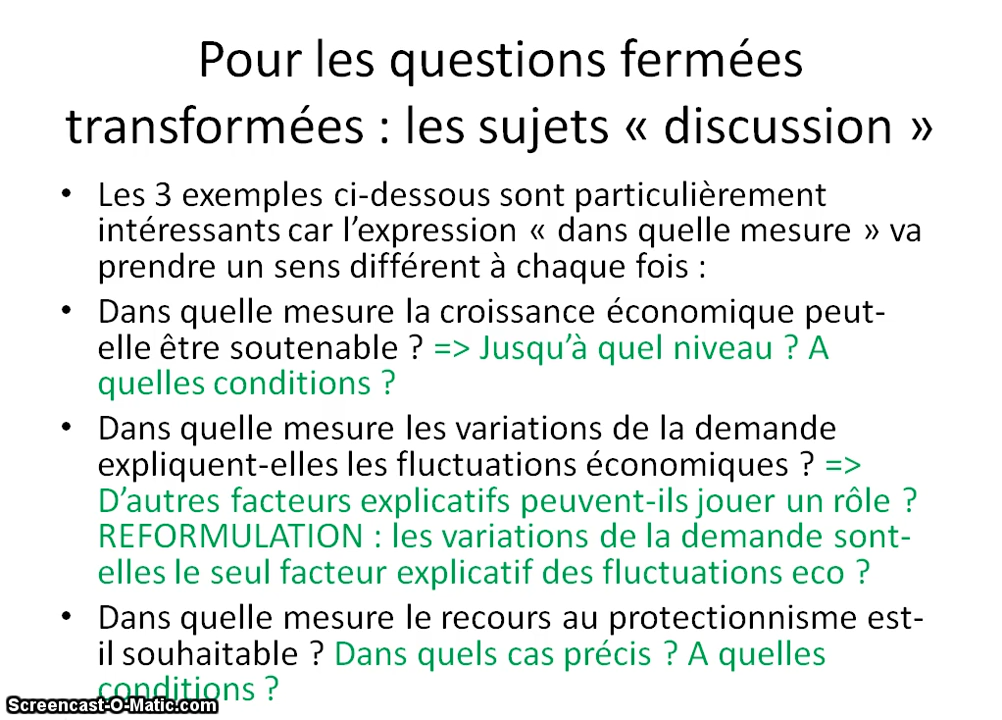 Pour les questions fermées
transformées : les sujets « discussion »
• Les 3 exemples ci-dessous sont particulièrement
intéressants car l’expression « dans quelle mesure » va
prendre un sens différent à chaque fois :
• Dans quelle mesure la croissance économique peut-
elle être soutenable ? => Jusqu’à quel niveau ? A
quelles conditions ?
• Dans quelle mesure les variations de la demande
expliquent-elles les fluctuations économiques ? =>
D’autres facteurs explicatifs peuvent-ils jouer un rôle ?
REFORMULATION : les variations de la demande sont-
elles le seul facteur explicatif des fluctuations eco ?
• Dans quelle mesure le recours au protectionnisme est-
il souhaitable ? Dans quels cas précis ? A quelles
conditions ?
Screencast-O-Matic.com